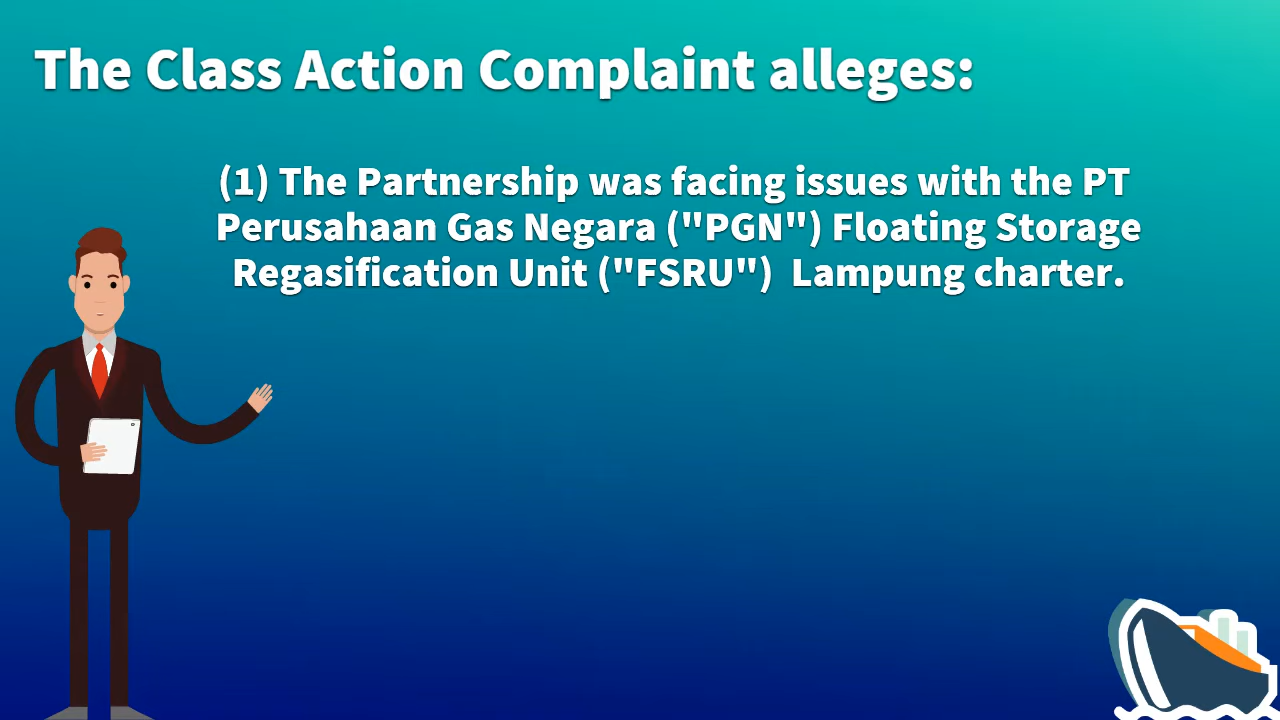 The Class Action Complaint alleges:
(1) The Partnership was facing issues with the PT
Perusahaan Gas Negara ("PGN") Floating Storage
Regasification Unit ("FSRU")  Lampung charter.